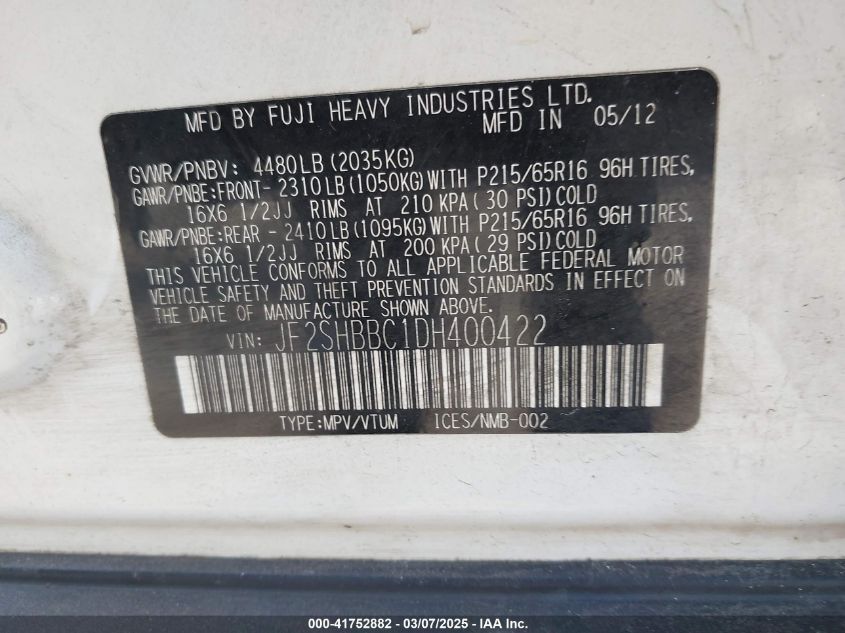 MFD BY FUJI HEAVY INDUSTRIES LTD.
MFD IN 05/12
GVWR/PNBV: 4480LB(2035KG)
GAWR/PNBE:FRONT- 2310LB(1050KG)WITH P215/65R16 96H TIRES,
16X6 1/2JJ RIMS AT 210 KPA(30 PSI)COLD
GAWR/PNBE:REAR - 2410LB(1095KG)WITH P215/65R16 96H TIRES,
16X6 1/2JJ RIMS AT 200 KPA(29 PSI)COLD
THIS VEHICLE CONFORMS TO ALL APPLICABLE FEDERAL MOTOR
VEHICLE SAFETY AND THEFT PREVENTION STANDARDS IN EFFECT ON
THE DATE OF MANUFACTURE SHOWN ABOVE.
VIN: JF2SHBBC1DH400422
TYPE:MPV/VTUM ICES/NMB-002
000-41752882 - 03/07/2025 - Copyright © IAA, LLC